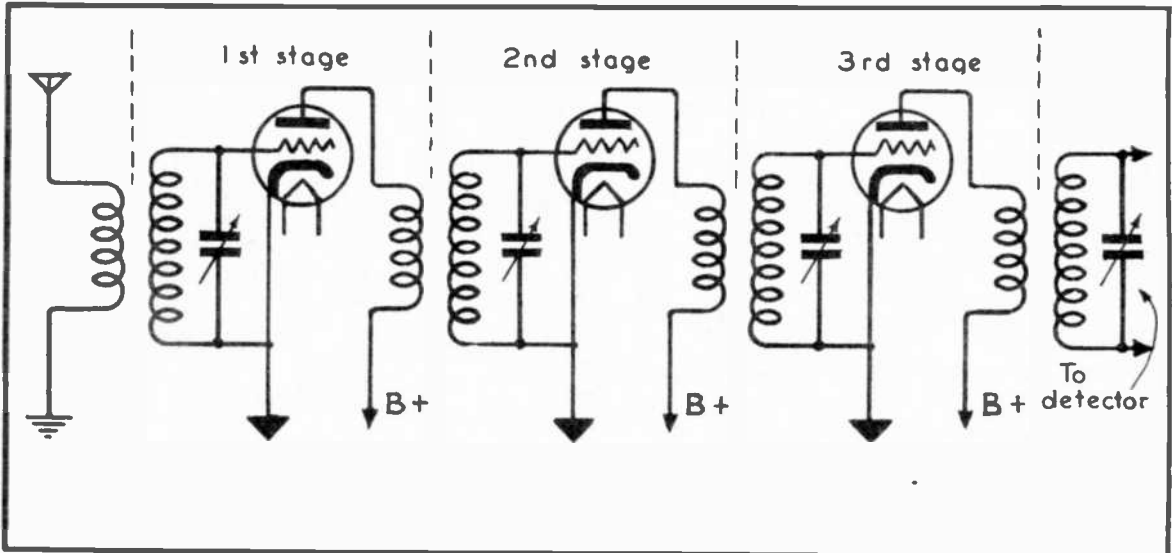 1st stage
2nd stage
3rd stage
B+
B+
B+
To
detector